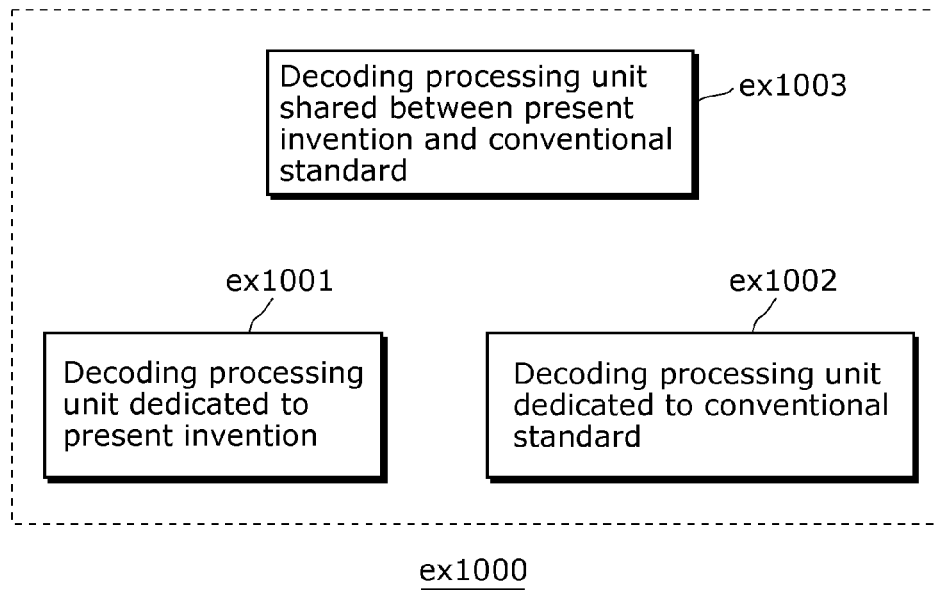 Decoding processing unit
shared between present
invention and conventional
standard
ex1003
ex1001
ex1002
Decoding processing
unit dedicated to
present invention
Decoding processing unit
dedicated to conventional
standard
ex1000